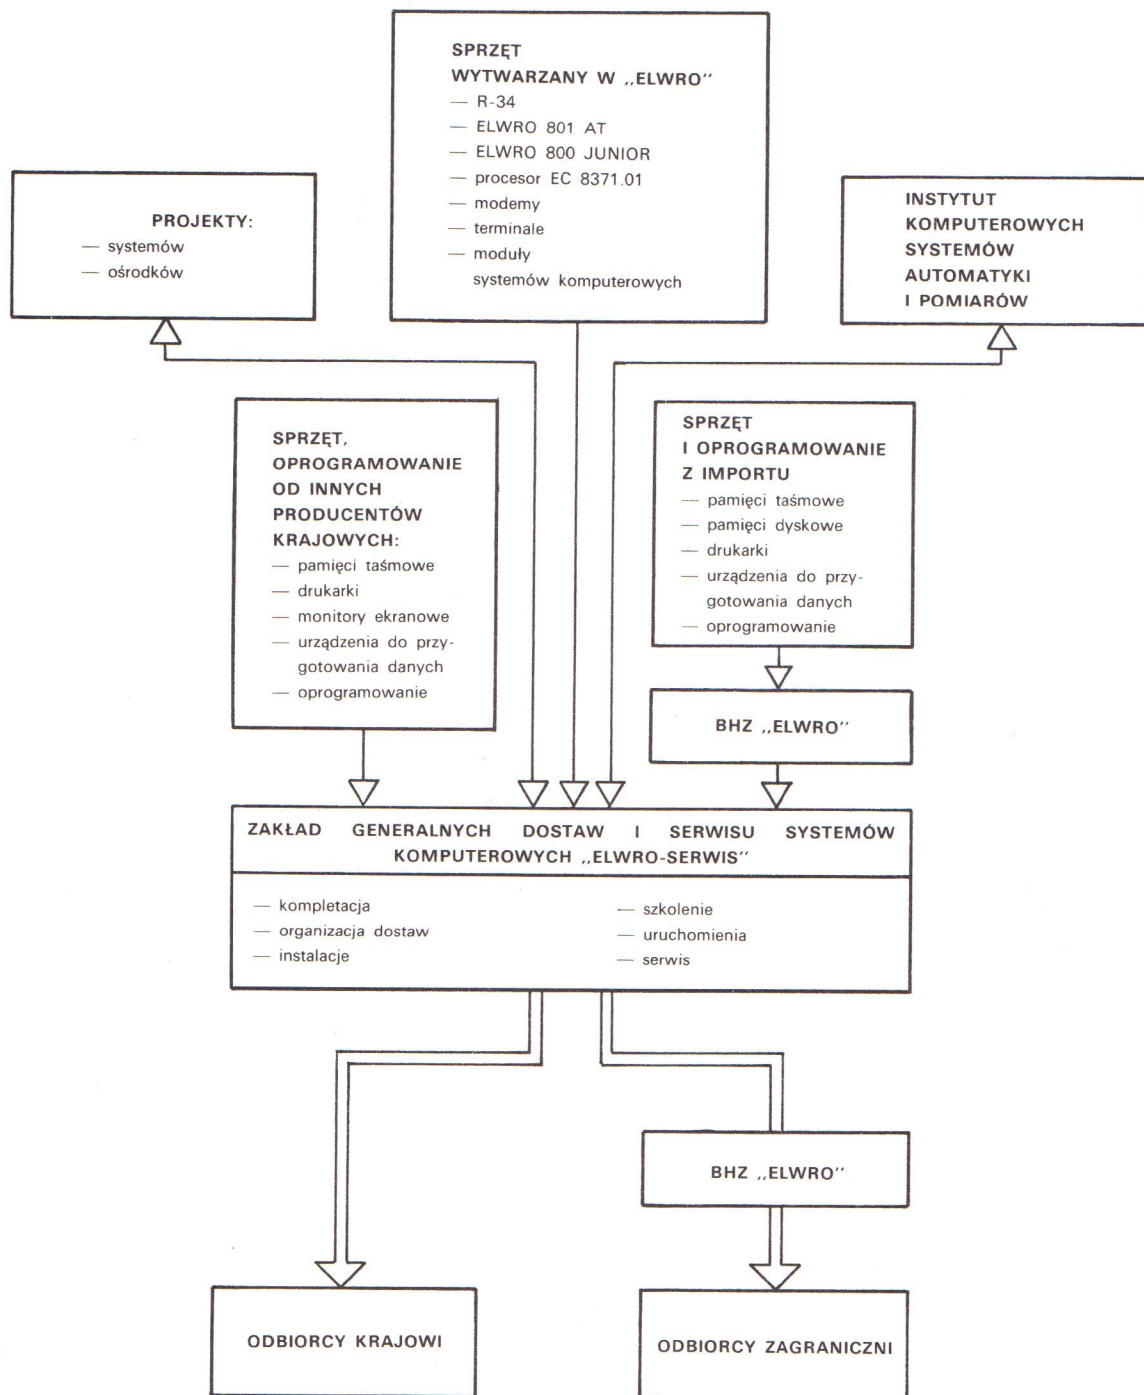 SPRZĘT
WYTWARZANY W ,,ELWRO''
— R-34
— ELWRO 801 AT
— ELWRO 800 JUNIOR
— procesor EC 8371.01
— modemy
— terminale
— moduły
systemów komputerowych
PROJEKTY:
— systemów
— ośrodków
INSTYTUT
KOMPUTEROWYCH
SYSTEMÓW
AUTOMATYKI
I POMIARÓW
SPRZĘT,
OPROGRAMOWANIE
OD INNYCH
PRODUCENTÓW
KRAJOWYCH:
— pamięci taśmowe
— drukarki
— monitory ekranowe
— urządzenia do przy-
gotowania danych
— oprogramowanie
SPRZĘT
I OPROGRAMOWANIE
Z IMPORTU
— pamięci taśmowe
— pamięci dyskowe
— drukarki
— urządzenia do przy-
gotowania danych
— oprogramowanie
BHZ ,,ELWRO''
ZAKŁAD GENERALNYCH DOSTAW I SERWISU SYSTEMÓW
KOMPUTEROWYCH ,,ELWRO-SERWIS''
— kompletacja
— organizacja dostaw
— instalacje
— szkolenie
— uruchomienia
— serwis
BHZ ,,ELWRO''
ODBIORCY KRAJOWI
ODBIORCY ZAGRANICZNI